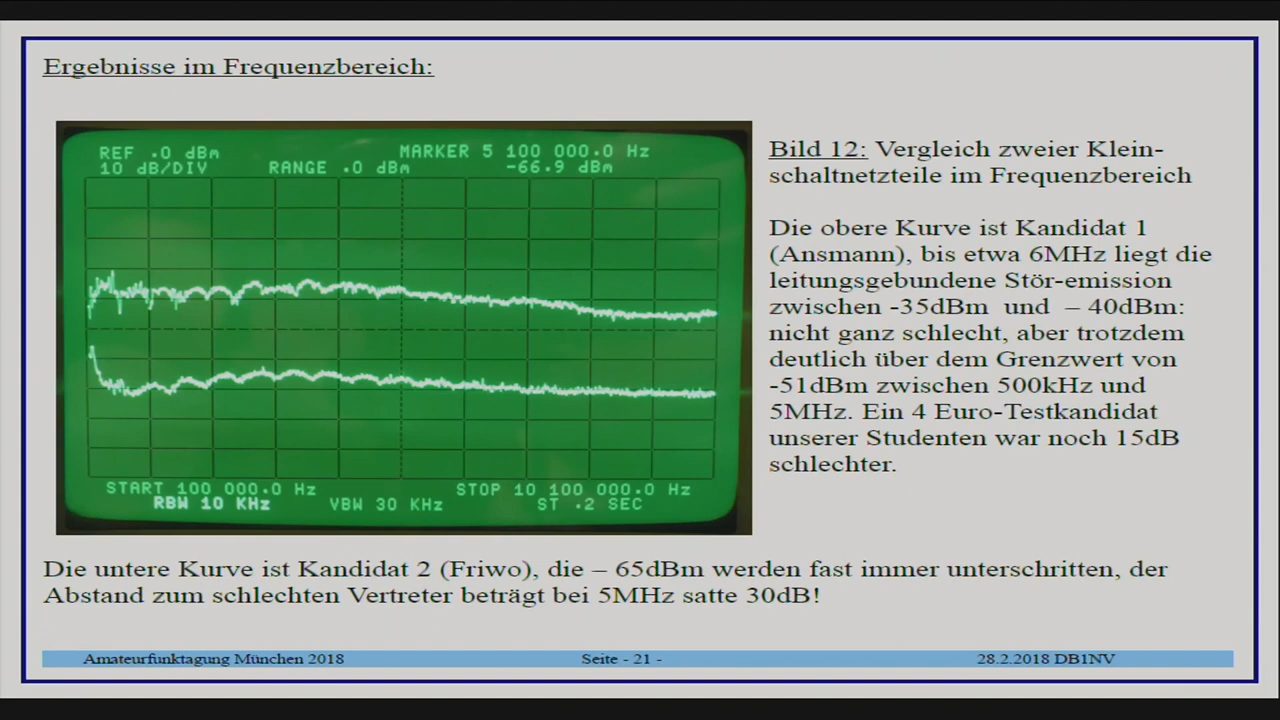 Ergebnisse im Frequenzbereich:
REF .0 dBm
MARKER 5 100 000.0 Hz
10 dB/DIV
RANGE .0 dBm
-66.9 dBm
START 100 000.0 Hz
STOP 10 100 000.0 Hz
RBW 10 KHz
VBW 30 KHz
ST .2 SEC
Bild 12: Vergleich zweier Klein-
schaltnetzteile im Frequenzbereich
Die obere Kurve ist Kandidat 1
(Ansmann), bis etwa 6MHz liegt die
leitungsgebundene Stör-emission
zwischen -35dBm und – 40dBm:
nicht ganz schlecht, aber trotzdem
deutlich über dem Grenzwert von
-51dBm zwischen 500kHz und
5MHz. Ein 4 Euro-Testkandidat
unserer Studenten war noch 15dB
schlechter.
Die untere Kurve ist Kandidat 2 (Friwo), die – 65dBm werden fast immer unterschritten, der
Abstand zum schlechten Vertreter beträgt bei 5MHz satte 30dB!
Amateurfunktagung München 2018
Seite - 21 -
28.2.2018 DB1NV